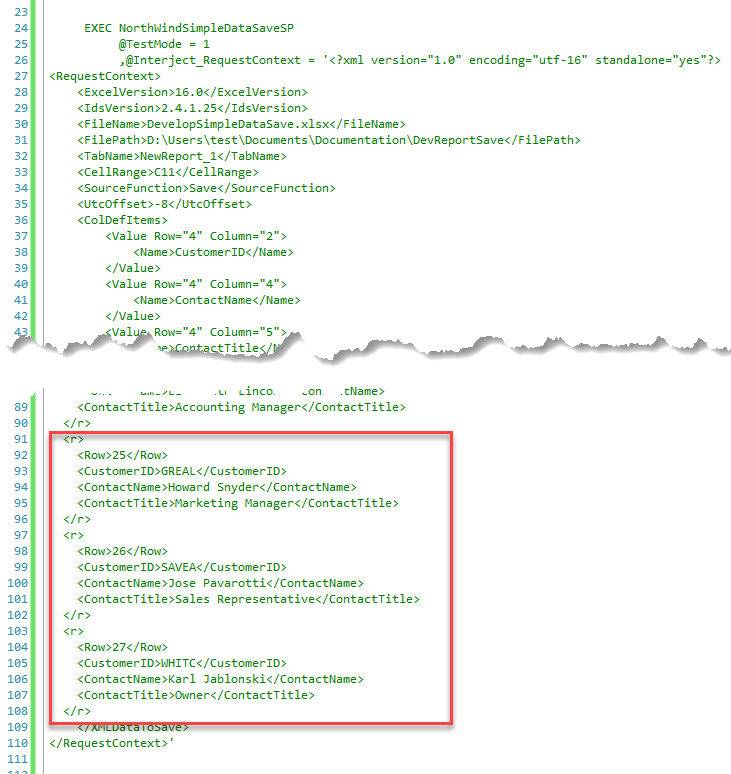 23
24 EXEC NorthWindSimpleDataSaveSP
25 @TestMode = 1
26 ,@Interject_RequestContext = '<?xml version="1.0" encoding="utf-16" standalone="yes"?>
27 <RequestContext>
28 <ExcelVersion>16.0</ExcelVersion>
29 <IdsVersion>2.4.1.25</IdsVersion>
30 <FileName>DevelopSimpleDataSave.xlsx</FileName>
31 <FilePath>D:\Users\test\Documents\Documentation\DevReportSave</FilePath>
32 <TabName>NewReport_1</TabName>
33 <CellRange>C11</CellRange>
34 <SourceFunction>Save</SourceFunction>
35 <UtcOffset>-8</UtcOffset>
36 <ColDefItems>
37 <Value Row="4" Column="2">
38 <Name>CustomerID</Name>
39 </Value>
40 <Value Row="4" Column="4">
41 <Name>ContactName</Name>
42 </Value>
43 <Value Row="4" Column="5">
ContactTitle</N
89 <ContactTitle>Accounting Manager</ContactTitle>
90 </r>
91 <r>
92 <Row>25</Row>
93 <CustomerID>GREAL</CustomerID>
94 <ContactName>Howard Snyder</ContactName>
95 <ContactTitle>Marketing Manager</ContactTitle>
96 </r>
97 <r>
98 <Row>26</Row>
99 <CustomerID>SAVEA</CustomerID>
100 <ContactName>Jose Pavarotti</ContactName>
101 <ContactTitle>Sales Representative</ContactTitle>
102 </r>
103 <r>
104 <Row>27</Row>
105 <CustomerID>WHITC</CustomerID>
106 <ContactName>Karl Jablonski</ContactName>
107 <ContactTitle>Owner</ContactTitle>
108 </r>
109 </XMLDataToSave>
110 </RequestContext>'
111